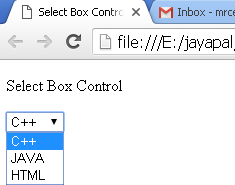 Select Box Contro
Inbox - mrce
file:///E:/jayapal
Select Box Control
C++
C++
JAVA
HTML